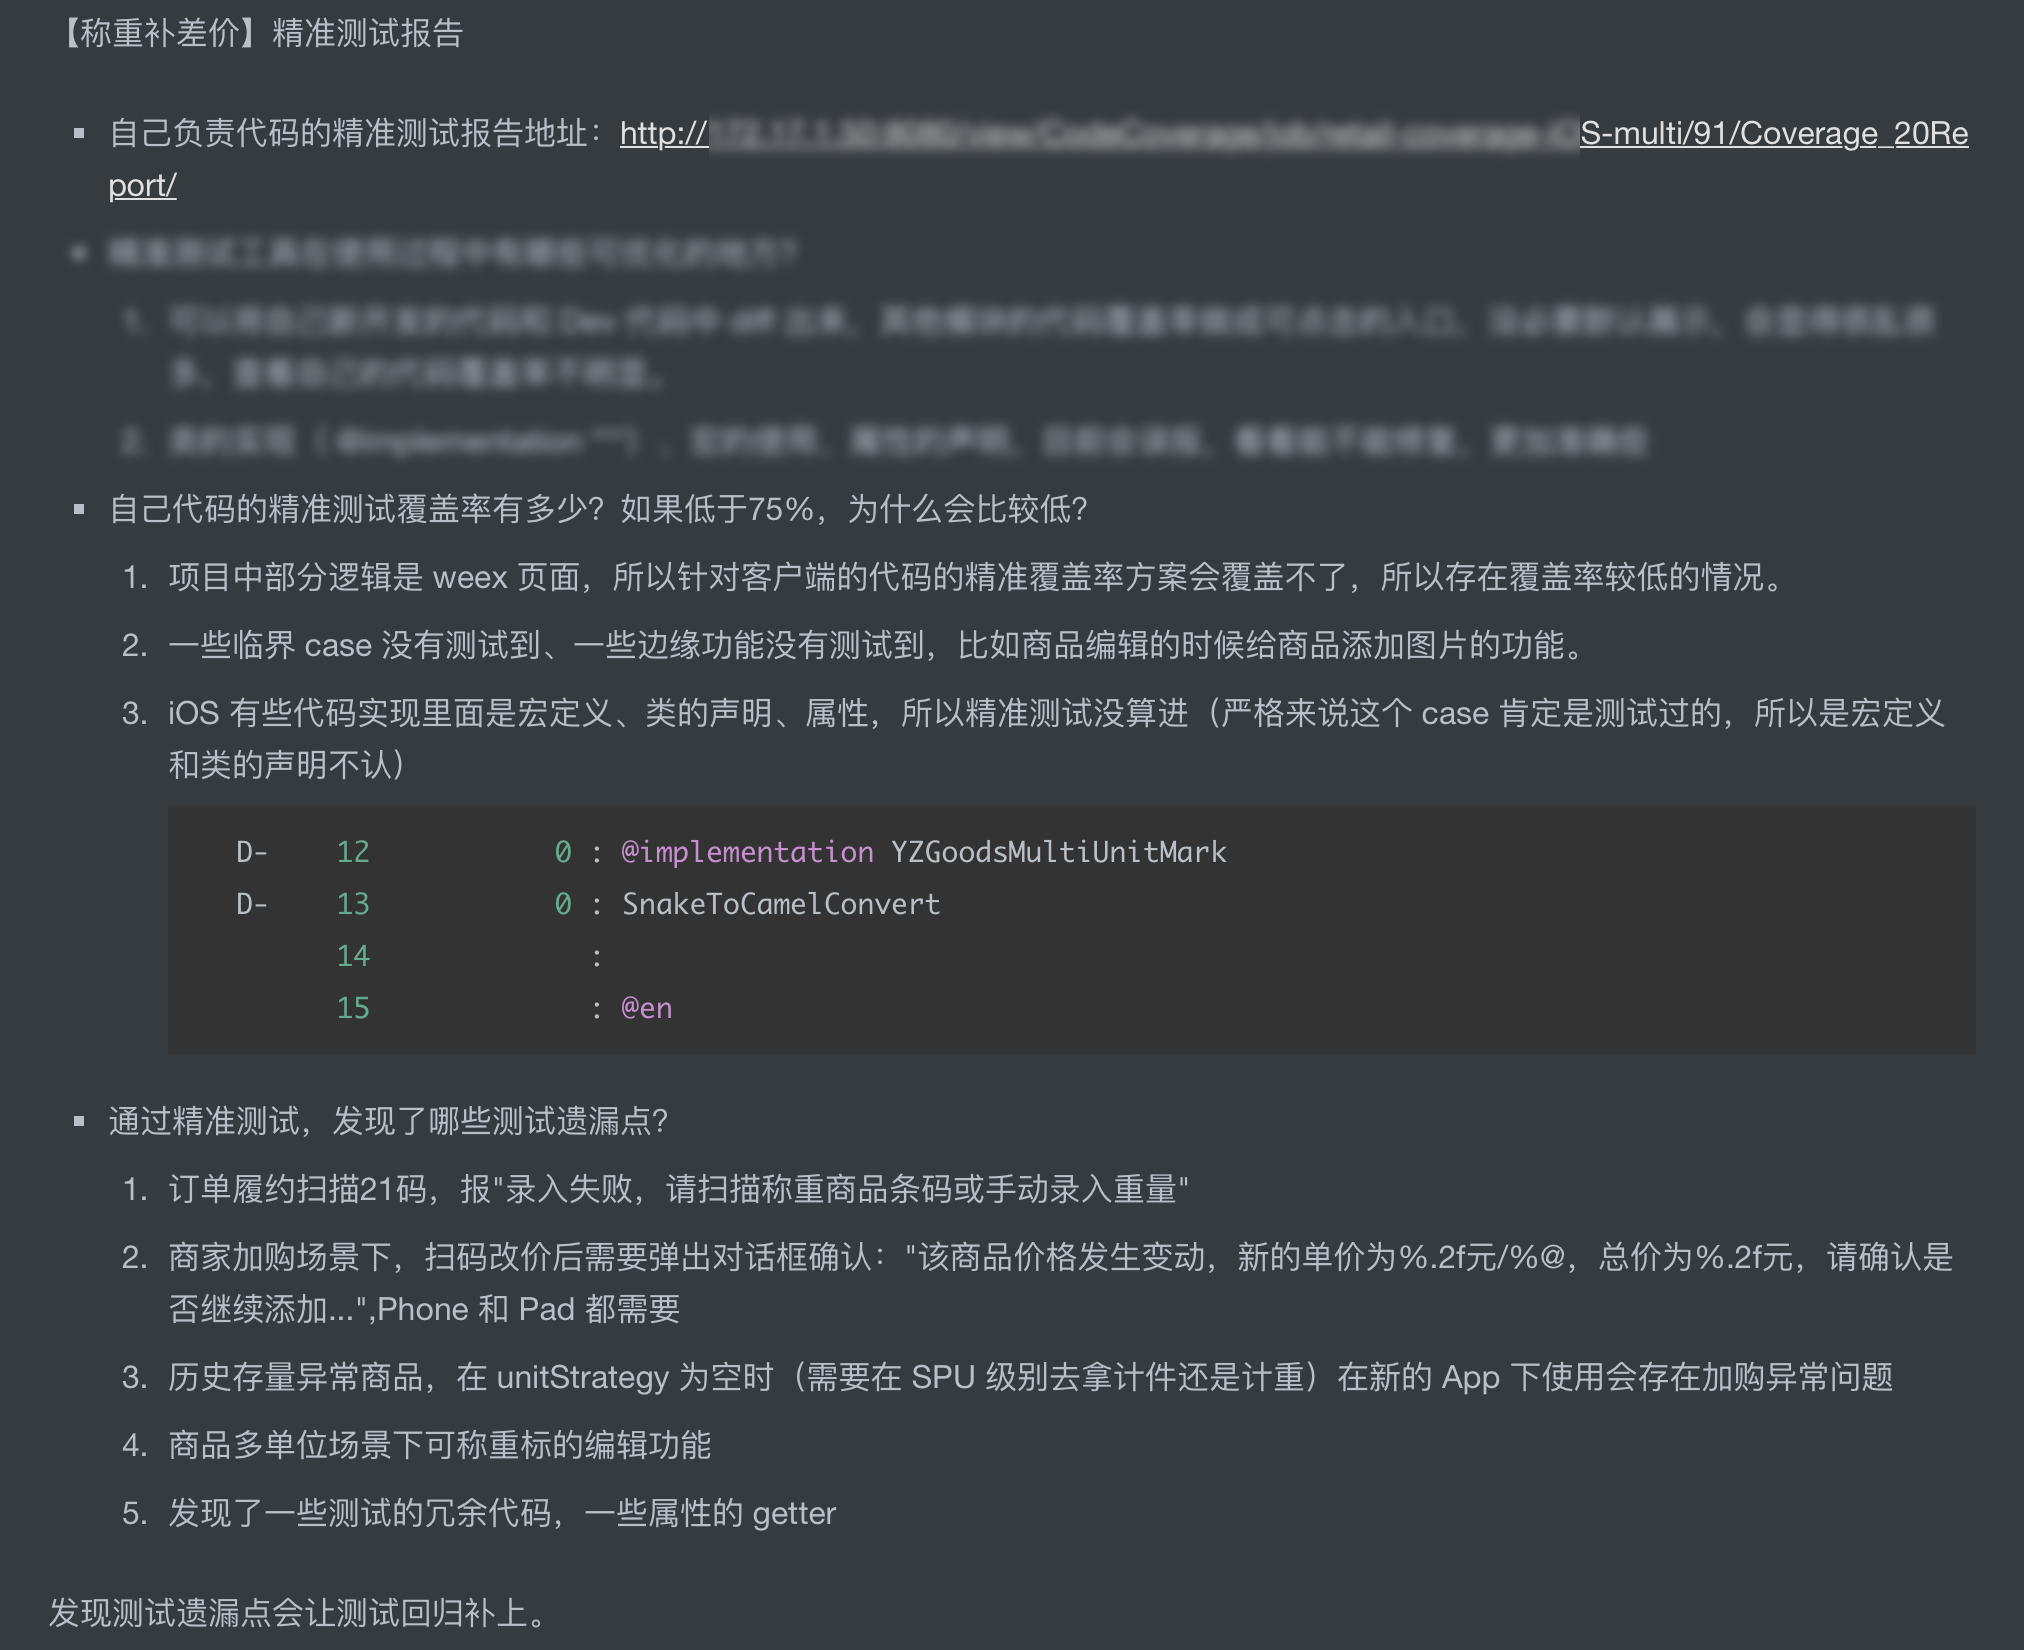 【称重补差价】精准测试报告
▪ 自己负责代码的精准测试报告地址：http://
S-multi/91/Coverage_20Re
port/
▪ 自己代码的精准测试覆盖率有多少？如果低于75%，为什么会比较低？
1. 项目中部分逻辑是 weex 页面，所以针对客户端的代码的精准覆盖率方案会覆盖不了，所以存在覆盖率较低的情况。
2. 一些临界 case 没有测试到、一些边缘功能没有测试到，比如商品编辑的时候给商品添加图片的功能。
3. iOS 有些代码实现里面是宏定义、类的声明、属性，所以精准测试没算进（严格来说这个 case 肯定是测试过的，所以是宏定义
和类的声明不认）
D- 12 0 : @implementation YZGoodsMultiUnitMark
D- 13 0 : SnakeToCamelConvert
14 :
15 : @en
▪ 通过精准测试，发现了哪些测试遗漏点？
1. 订单履约扫描21码，报"录入失败，请扫描称重商品条码或手动录入重量"
2. 商家加购场景下，扫码改价后需要弹出对话框确认："该商品价格发生变动，新的单价为%.2f元/%@，总价为%.2f元，请确认是
否继续添加...",Phone 和 Pad 都需要
3. 历史存量异常商品，在 unitStrategy 为空时（需要在 SPU 级别去拿计件还是计重）在新的 App 下使用会存在加购异常问题
4. 商品多单位场景下可称重标的编辑功能
5. 发现了一些测试的冗余代码，一些属性的 getter
发现测试遗漏点会让测试回归补上。